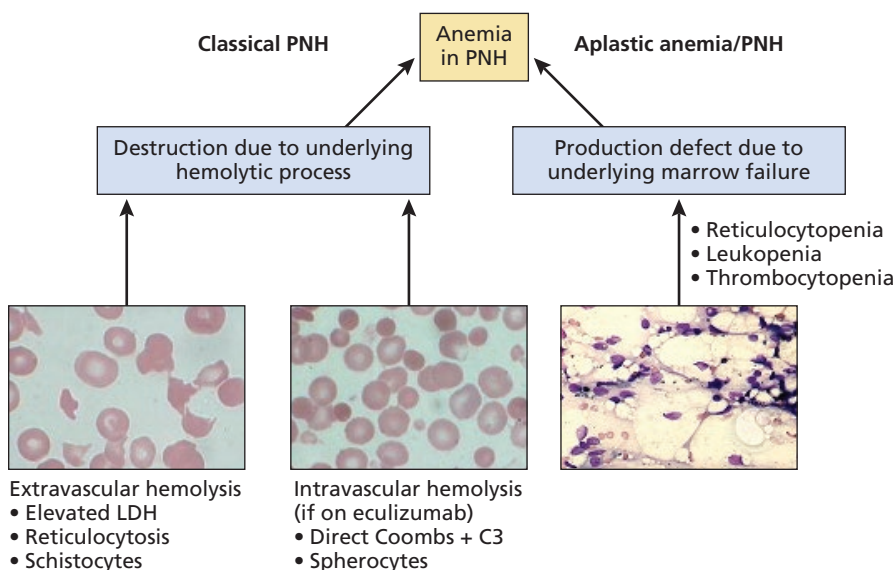 Classical PNH
Anemia
in PNH
Aplastic anemia/PNH
Destruction due to underlying
hemolytic process
Production defect due to
underlying marrow failure
• Reticulocytopenia
• Leukopenia
• Thrombocytopenia
Extravascular hemolysis
• Elevated LDH
• Reticulocytosis
• Schistocytes
Intravascular hemolysis
(if on eculizumab)
• Direct Coombs + C3
• Spherocytes